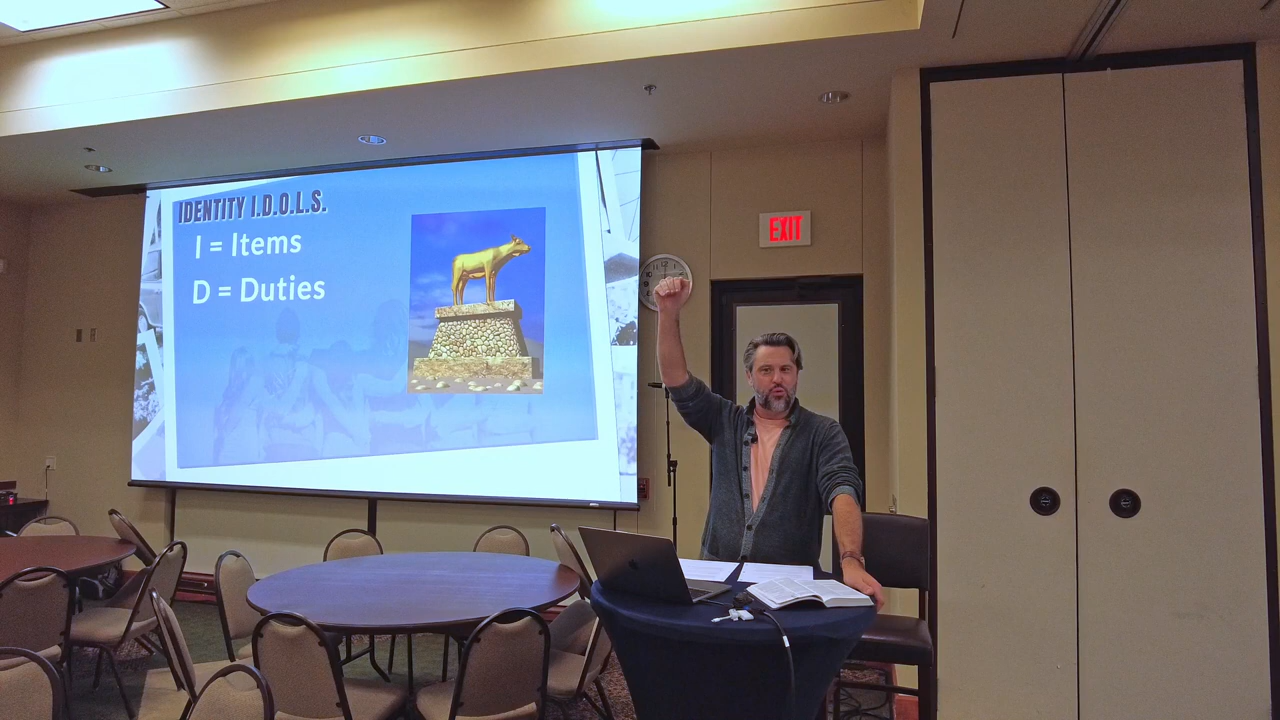 IDENTITY I.D.O.L.S.
I = Items
D = Duties
EXIT